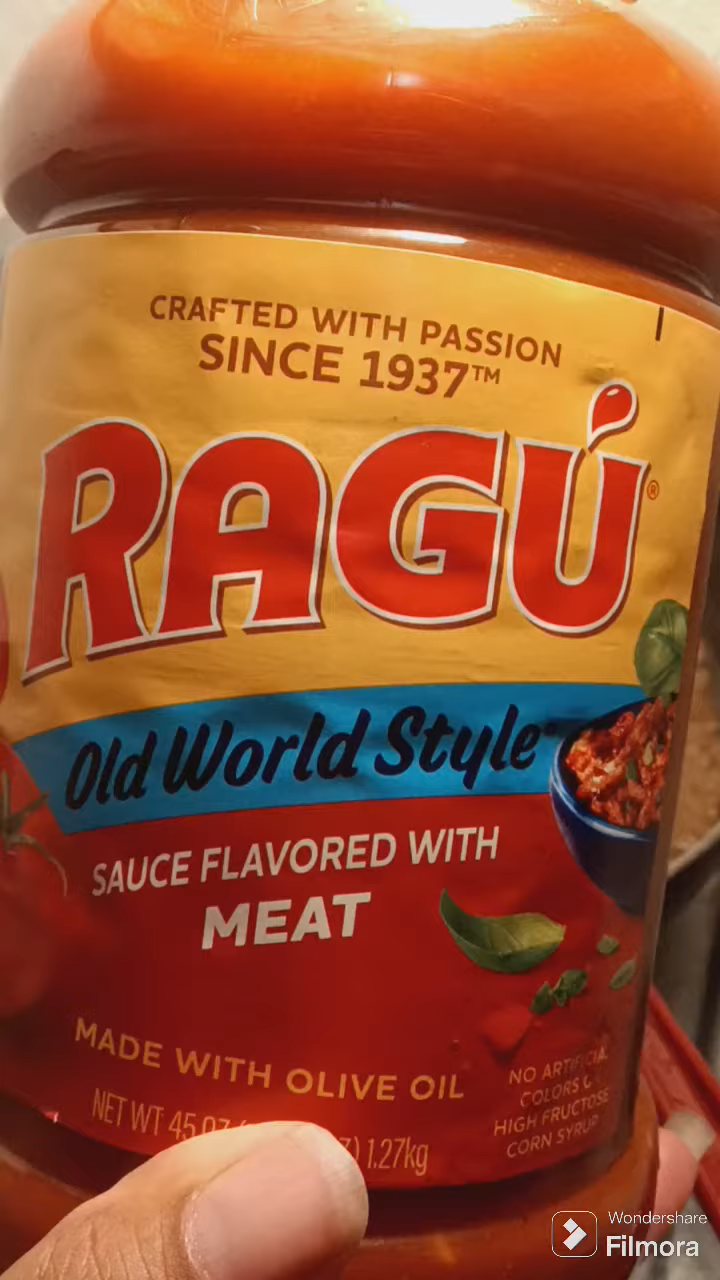 CRAFTED WITH PASSION
SINCE 1937™
RAGÚ®
Old World Style
SAUCE FLAVORED WITH
MEAT
MADE WITH OLIVE OIL
NET WT 45 OZ 1.27kg
NO ARTIFICIAL
COLORS
HIGH FRUCTOSE
CORN SYRUP
Wondershare
Filmora